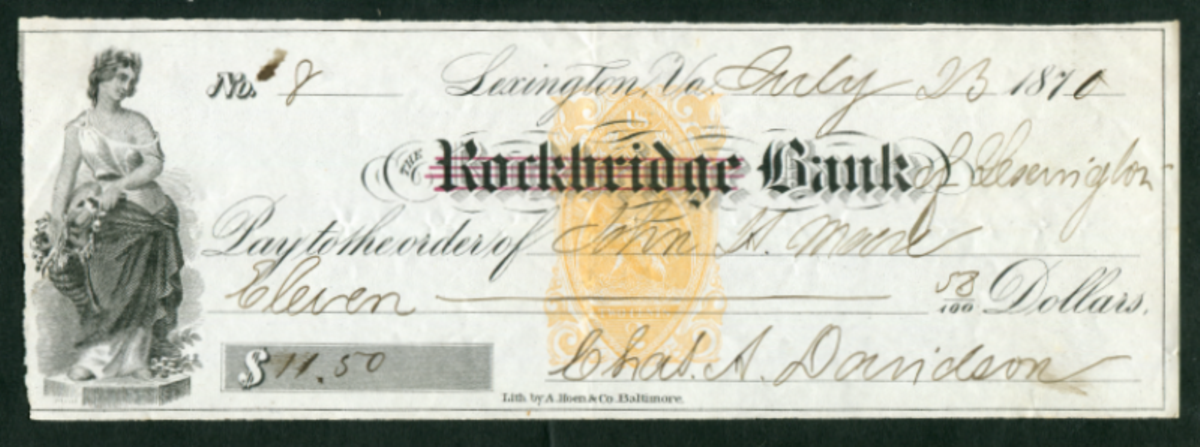 No. 8 Lexington, Va. July 23 1870
THE Rockbridge Bank of Lexington
Pay to the order of John H. Moore
Eleven 50/100 Dollars.
$ 11.50
Chas. A. Davidson
Lith. by A. Hoen & Co. Baltimore.